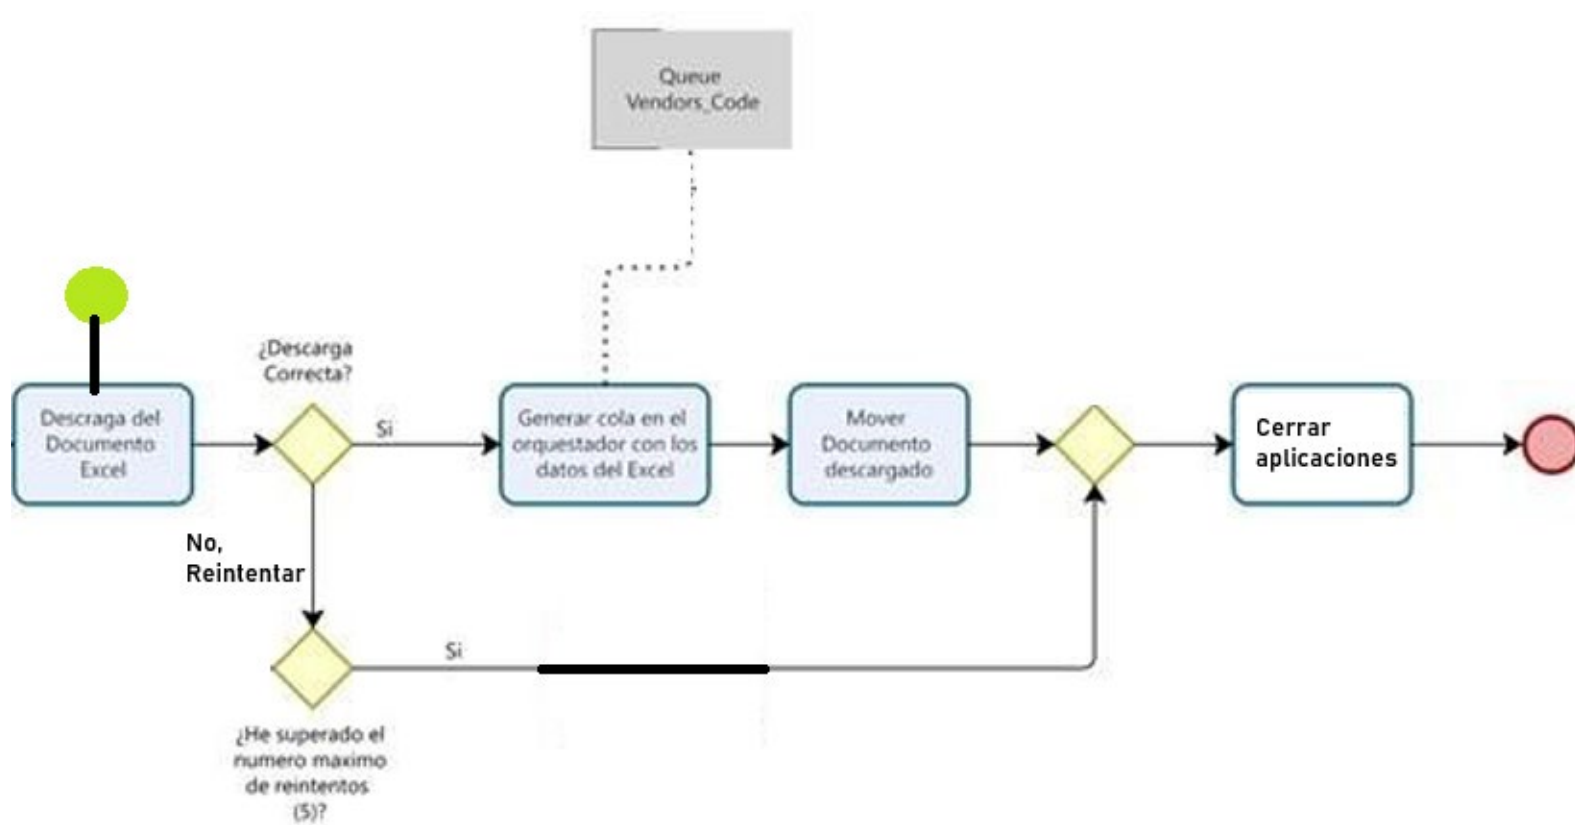 Queue
Vendors_Code
¿Descarga
Correcta?
Descraga del
Documento
Excel
Si
Generar cola en el
orquestador con los
datos del Excel
Mover
Documento
descargado
Cerrar
aplicaciones
No,
Reintentar
Si
¿He superado el
numero maximo
de reintentos
(5)?